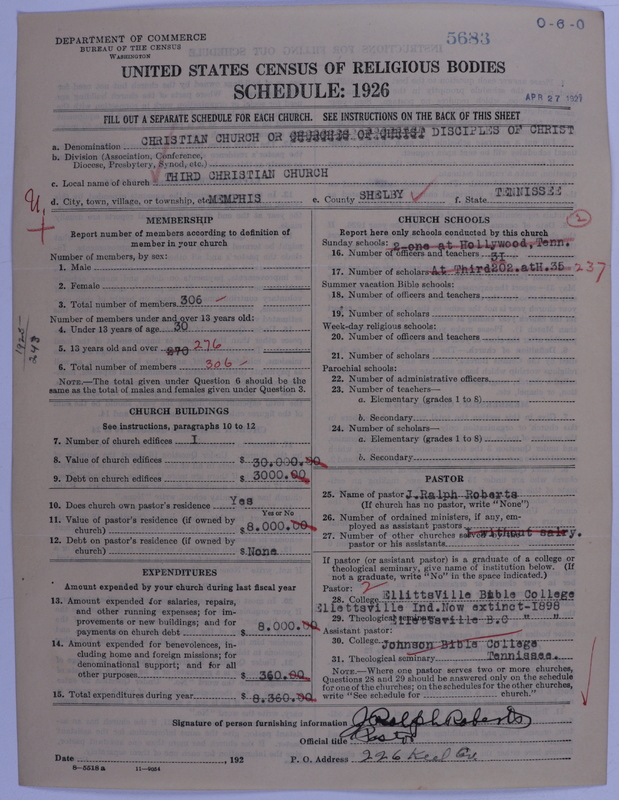 DEPARTMENT OF COMMERCE
BUREAU OF THE CENSUS
WASHINGTON
5683
0-6-0
UNITED STATES CENSUS OF RELIGIOUS BODIES
SCHEDULE: 1926
APR 27 1927
FILL OUT A SEPARATE SCHEDULE FOR EACH CHURCH. SEE INSTRUCTIONS ON THE BACK OF THIS SHEET
a. Denomination CHRISTIAN CHURCH OR CHURCHES OF CHRIST DISCIPLES OF CHRIST
b. Division (Association, Conference,
Diocese, Presbytery, Synod, etc.)
c. Local name of church THIRD CHRISTIAN CHURCH
d. City, town, village, or township, etc. MEMPHIS e. County SHELBY f. State TENNESSEE
MEMBERSHIP
Report number of members according to definition of
member in your church
Number of members, by sex:
1. Male
2. Female
3. Total number of members 306
Number of members under and over 13 years old:
4. Under 13 years of age 30
5. 13 years old and over 270 276
6. Total number of members 306
NOTE.—The total given under Question 6 should be the
same as the total of males and females given under Question 3.
1925-
248
CHURCH BUILDINGS
See instructions, paragraphs 10 to 12
7. Number of church edifices 1
8. Value of church edifices $ 30.000.00
9. Debt on church edifices $ 3000.00
10. Does church own pastor's residence Yes
Yes or No
11. Value of pastor's residence (if owned by
church) $ 8.000.00
12. Debt on pastor's residence (if owned by
church) $ None
EXPENDITURES
Amount expended by your church during last fiscal year
13. Amount expended for salaries, repairs,
and other running expenses; for im-
provements or new buildings; and for
payments on church debt $ 8.000.00
14. Amount expended for benevolences, in-
cluding home and foreign missions; for
denominational support; and for all
other purposes $ 360.00
15. Total expenditures during year $ 8.360.00
CHURCH SCHOOLS
2
Report here only schools conducted by this church
Sunday schools: 2-one at Hollywood, Tenn.
16. Number of officers and teachers 31
17. Number of scholars At Third202.atH.35 237
Summer vacation Bible schools:
18. Number of officers and teachers
19. Number of scholars
Week-day religious schools:
20. Number of officers and teachers
21. Number of scholars
Parochial schools:
22. Number of administrative officers
23. Number of teachers—
a. Elementary (grades 1 to 8)
b. Secondary
24. Number of scholars—
a. Elementary (grades 1 to 8)
b. Secondary
PASTOR
25. Name of pastor J.Ralph Roberts
(If church has no pastor, write "None")
26. Number of ordained ministers, if any, em-
ployed as assistant pastors
27. Number of other churches served by
pastor or his assistants
If pastor (or assistant pastor) is a graduate of a college or
theological seminary, give name of institution below. (If
not a graduate, write "No" in the space indicated.)
Pastor:
28. College EllittsVille Bible College
Ellettsville Ind.Now extinct-1898
29. Theological seminary Ellettsville B.C " "
Assistant pastor:
30. College Johnson Bible College
31. Theological seminary Tennissee.
NOTE.—Where one pastor serves two or more churches,
Questions 28 and 29 should be answered only on the schedule
for one of the churches; on the schedules for the other churches,
write "See schedule for church."
Signature of person furnishing information J Ralph Roberts
Official title Pastor
Date , 192 P. O. Address 226 Keel Av
8—5518 a 11—9054